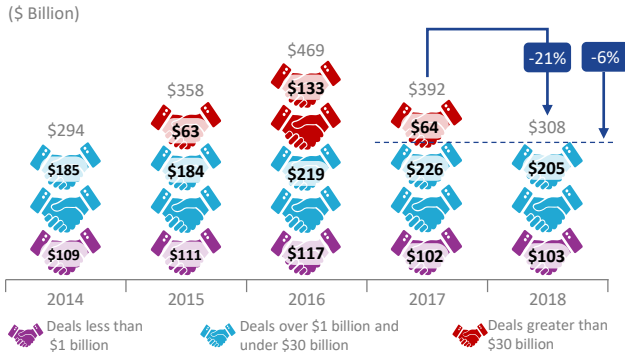 ($ Billion)
$469
-21%
-6%
$133
$392
$358
$294
$63
$64
$308
$185
$184
$219
$226
$205
$109
$111
$117
$102
$103
2014 2015 2016 2017 2018
Deals less than
$1 billion
Deals over $1 billion and
under $30 billion
Deals greater than
$30 billion